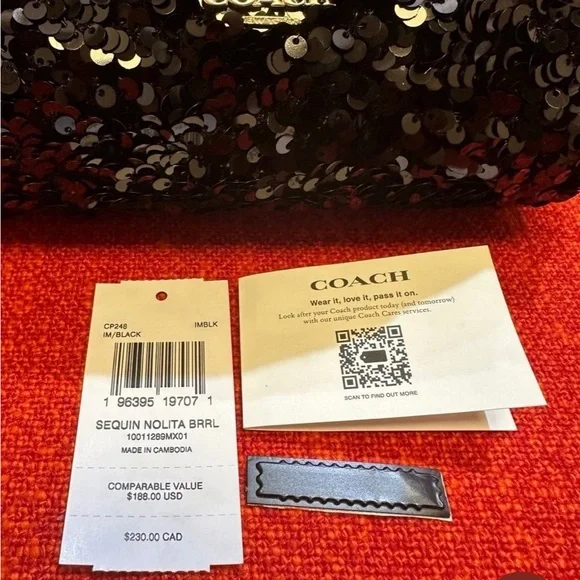 COACH
COACH
Wear it, love it, pass it on.
Look after your Coach product today (and tomorrow)
with our unique Coach Cares services.
SCAN TO FIND OUT MORE
CP248 IMBLK
IM/BLACK
1 96395 19707 1
SEQUIN NOLITA BRRL
10011289MX01
MADE IN CAMBODIA
COMPARABLE VALUE
$188.00 USD
$230.00 CAD